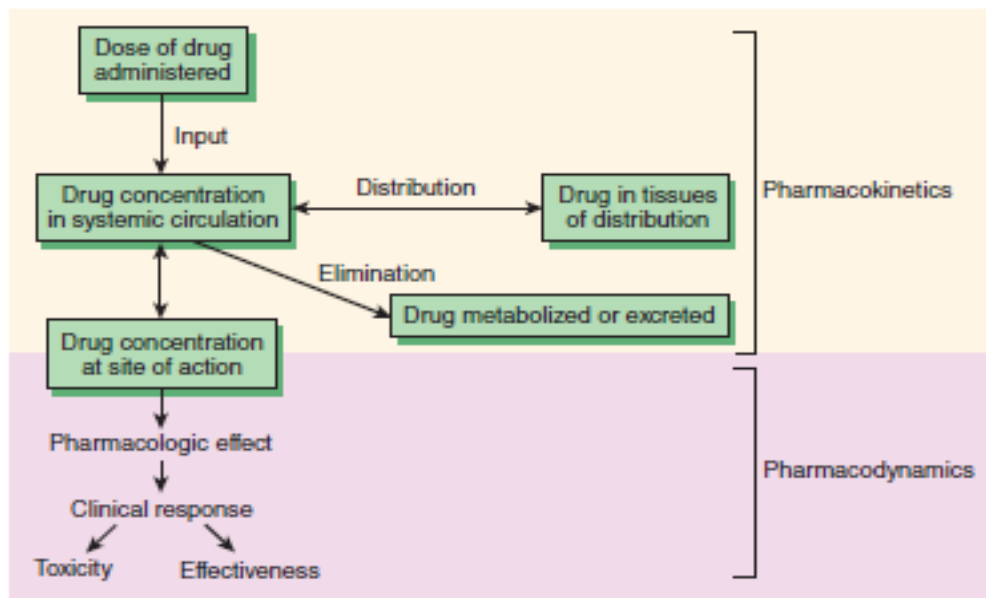 Dose of drug
administered
Input
Drug concentration
in systemic circulation
Distribution
Drug in tissues
of distribution
Pharmacokinetics
Elimination
Drug metabolized or excreted
Drug concentration
at site of action
Pharmacologic effect
Pharmacodynamics
Clinical response
Toxicity
Effectiveness